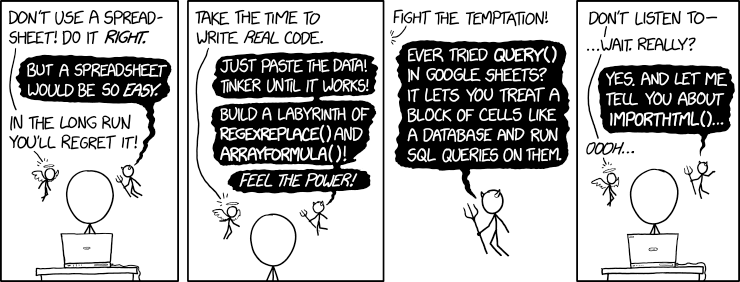 DON'T USE A SPREAD-
SHEET! DO IT RIGHT.
BUT A SPREADSHEET
WOULD BE SO EASY.
IN THE LONG RUN
YOU'LL REGRET IT!
TAKE THE TIME TO
WRITE REAL CODE.
JUST PASTE THE DATA!
TINKER UNTIL IT WORKS!
BUILD A LABYRINTH OF
REGEXREPLACE() AND
ARRAYFORMULA()!
FEEL THE POWER!
FIGHT THE TEMPTATION!
EVER TRIED QUERY()
IN GOOGLE SHEETS?
IT LETS YOU TREAT A
BLOCK OF CELLS LIKE
A DATABASE AND RUN
SQL QUERIES ON THEM.
DON'T LISTEN TO—
...WAIT. REALLY?
YES, AND LET ME
TELL YOU ABOUT
IMPORTHTML()...
OOOH...